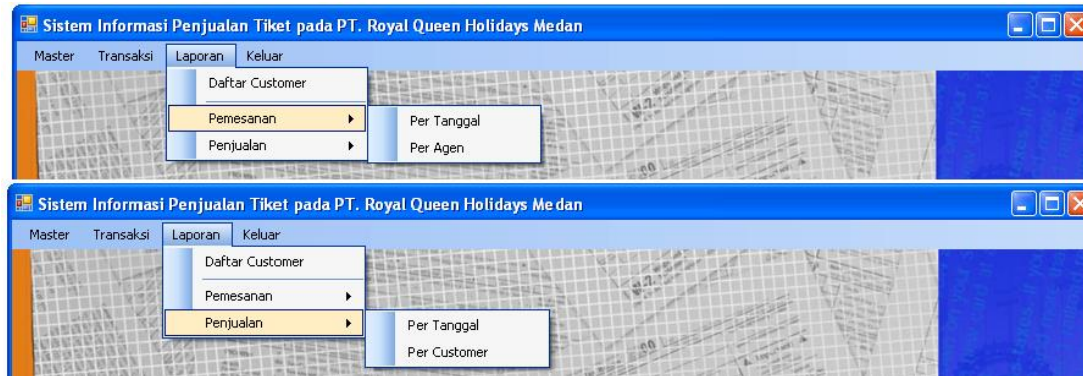 Sistem Informasi Penjualan Tiket pada PT. Royal Queen Holidays Medan
Master Transaksi Laporan Keluar
Daftar Customer
Pemesanan
Per Tanggal
Penjualan
Per Agen
Sistem Informasi Penjualan Tiket pada PT. Royal Queen Holidays Medan
Master Transaksi Laporan Keluar
Daftar Customer
Pemesanan
Penjualan
Per Tanggal
Per Customer